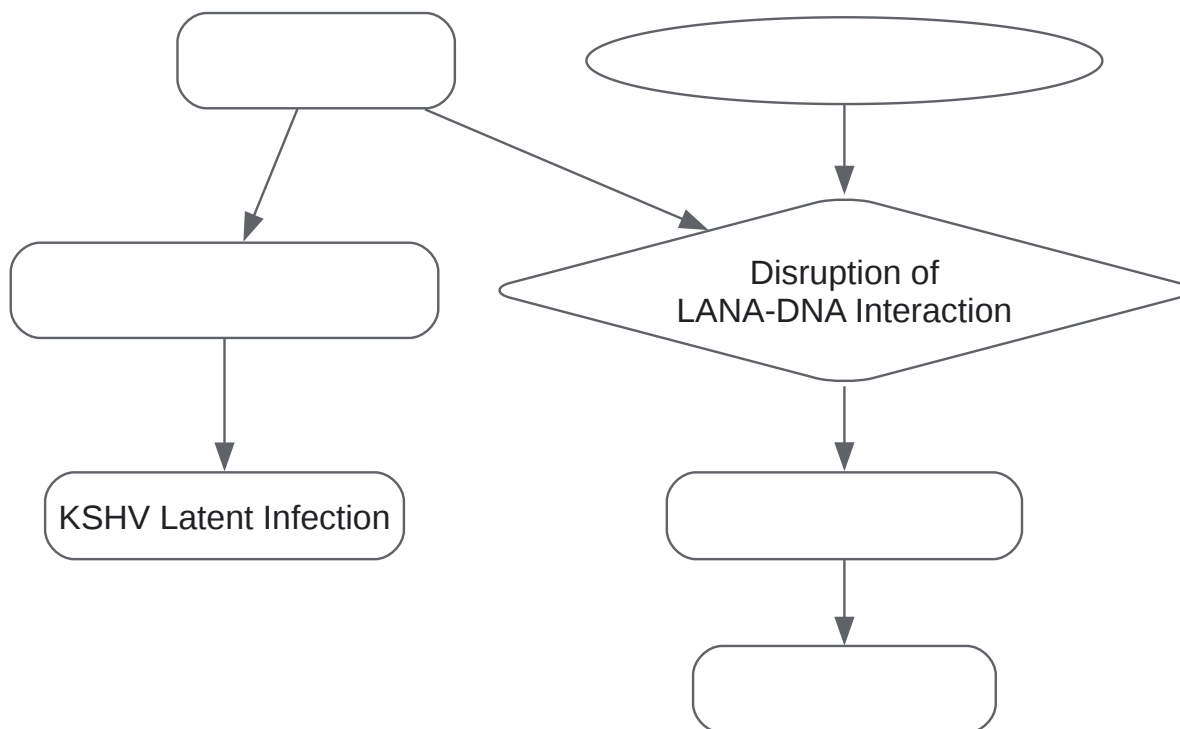 Disruption of
LANA-DNA Interaction
KSHV Latent Infection